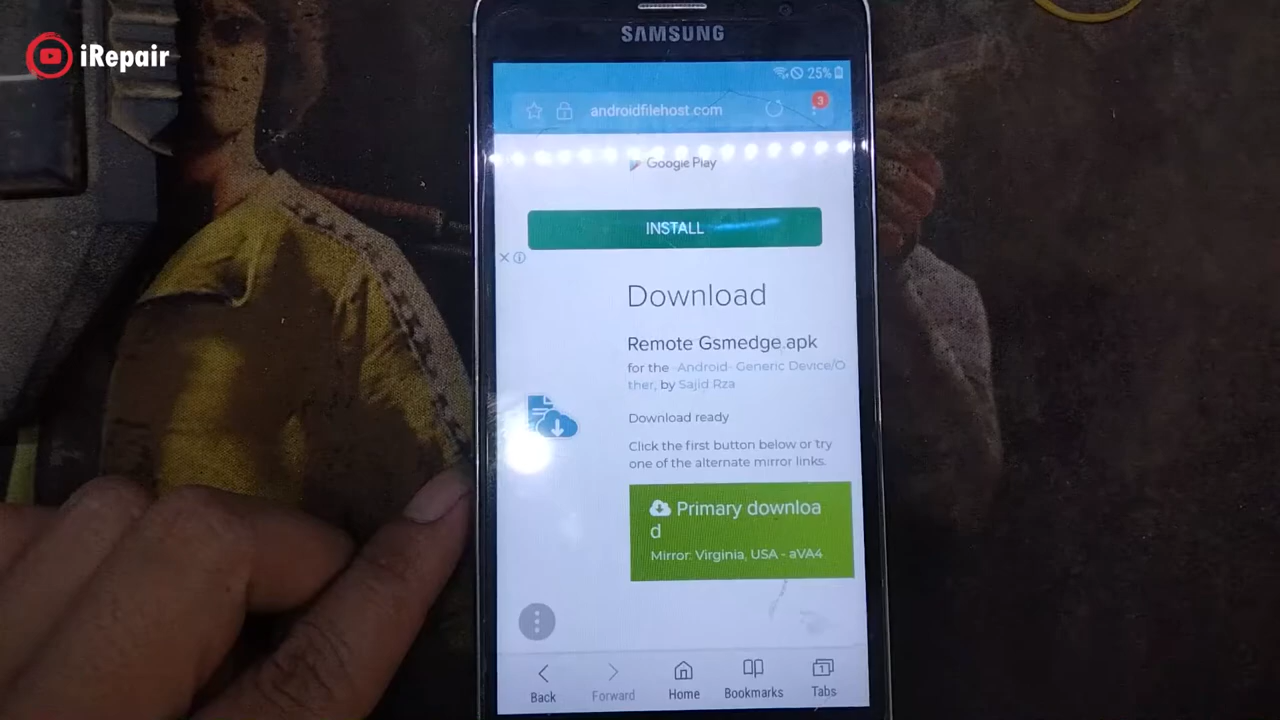 iRepair
SAMSUNG
25%
androidfilehost.com
3
Google Play
INSTALL
Download
Remote Gsmedge.apk
for the -Android- Generic Device/O
ther, by Sajid Rza
Download ready
Click the first button below or try
one of the alternate mirror links.
Primary downloa
d
Mirror: Virginia, USA - aVA4
Back
Forward
Home
Bookmarks
1
Tabs